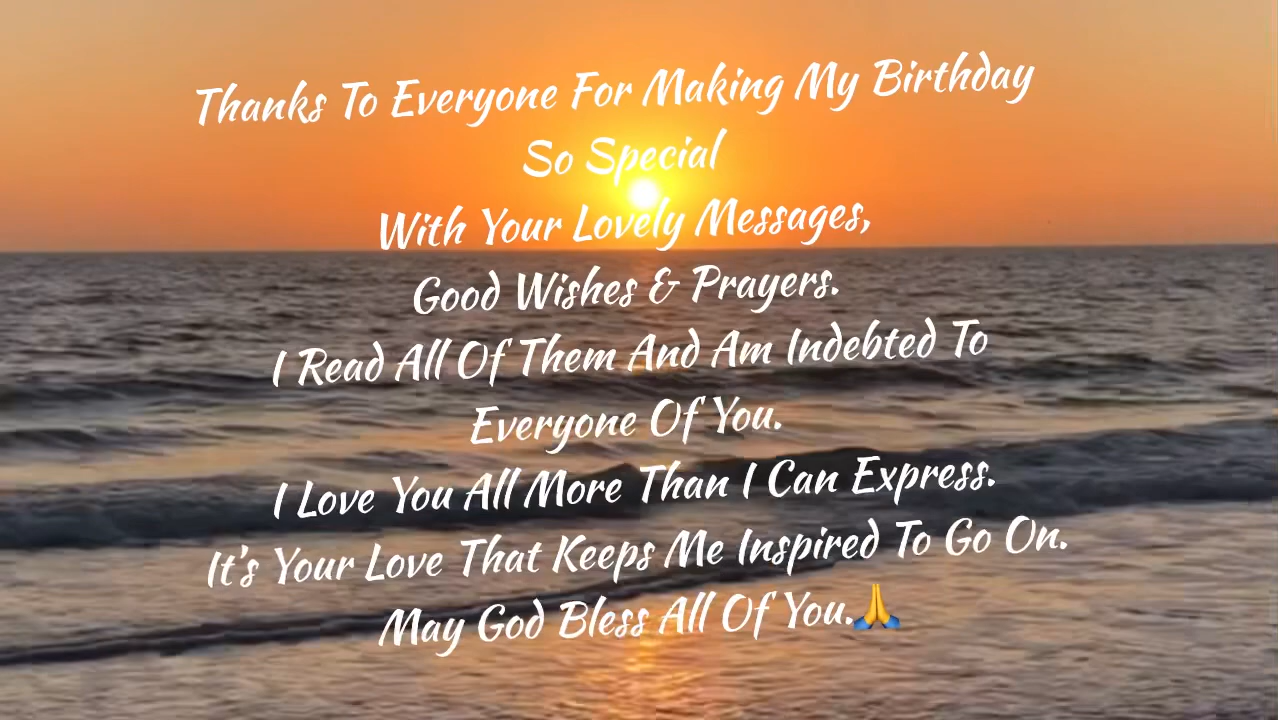 Thanks To Everyone For Making My Birthday
So Special
With Your Lovely Messages,
Good Wishes & Prayers.
I Read All Of Them And Am Indebted To
Everyone Of You.
I Love You All More Than I Can Express.
It's Your Love That Keeps Me Inspired To Go On.
May God Bless All Of You.🙏